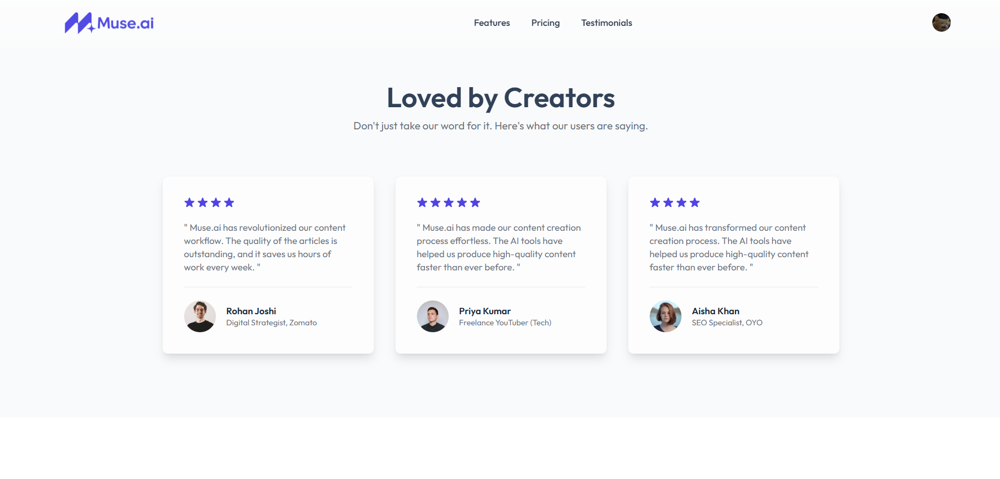 Muse.ai
Features Pricing Testimonials
Loved by Creators
Don't just take our word for it. Here's what our users are saying.
" Muse.ai has revolutionized our content
workflow. The quality of the articles is
outstanding, and it saves us hours of
work every week. "
Rohan Joshi
Digital Strategist, Zomato
" Muse.ai has made our content creation
process effortless. The AI tools have
helped us produce high-quality content
faster than ever before. "
Priya Kumar
Freelance YouTuber (Tech)
" Muse.ai has transformed our content
creation process. The AI tools have
helped us produce high-quality content
faster than ever before. "
Aisha Khan
SEO Specialist, OYO